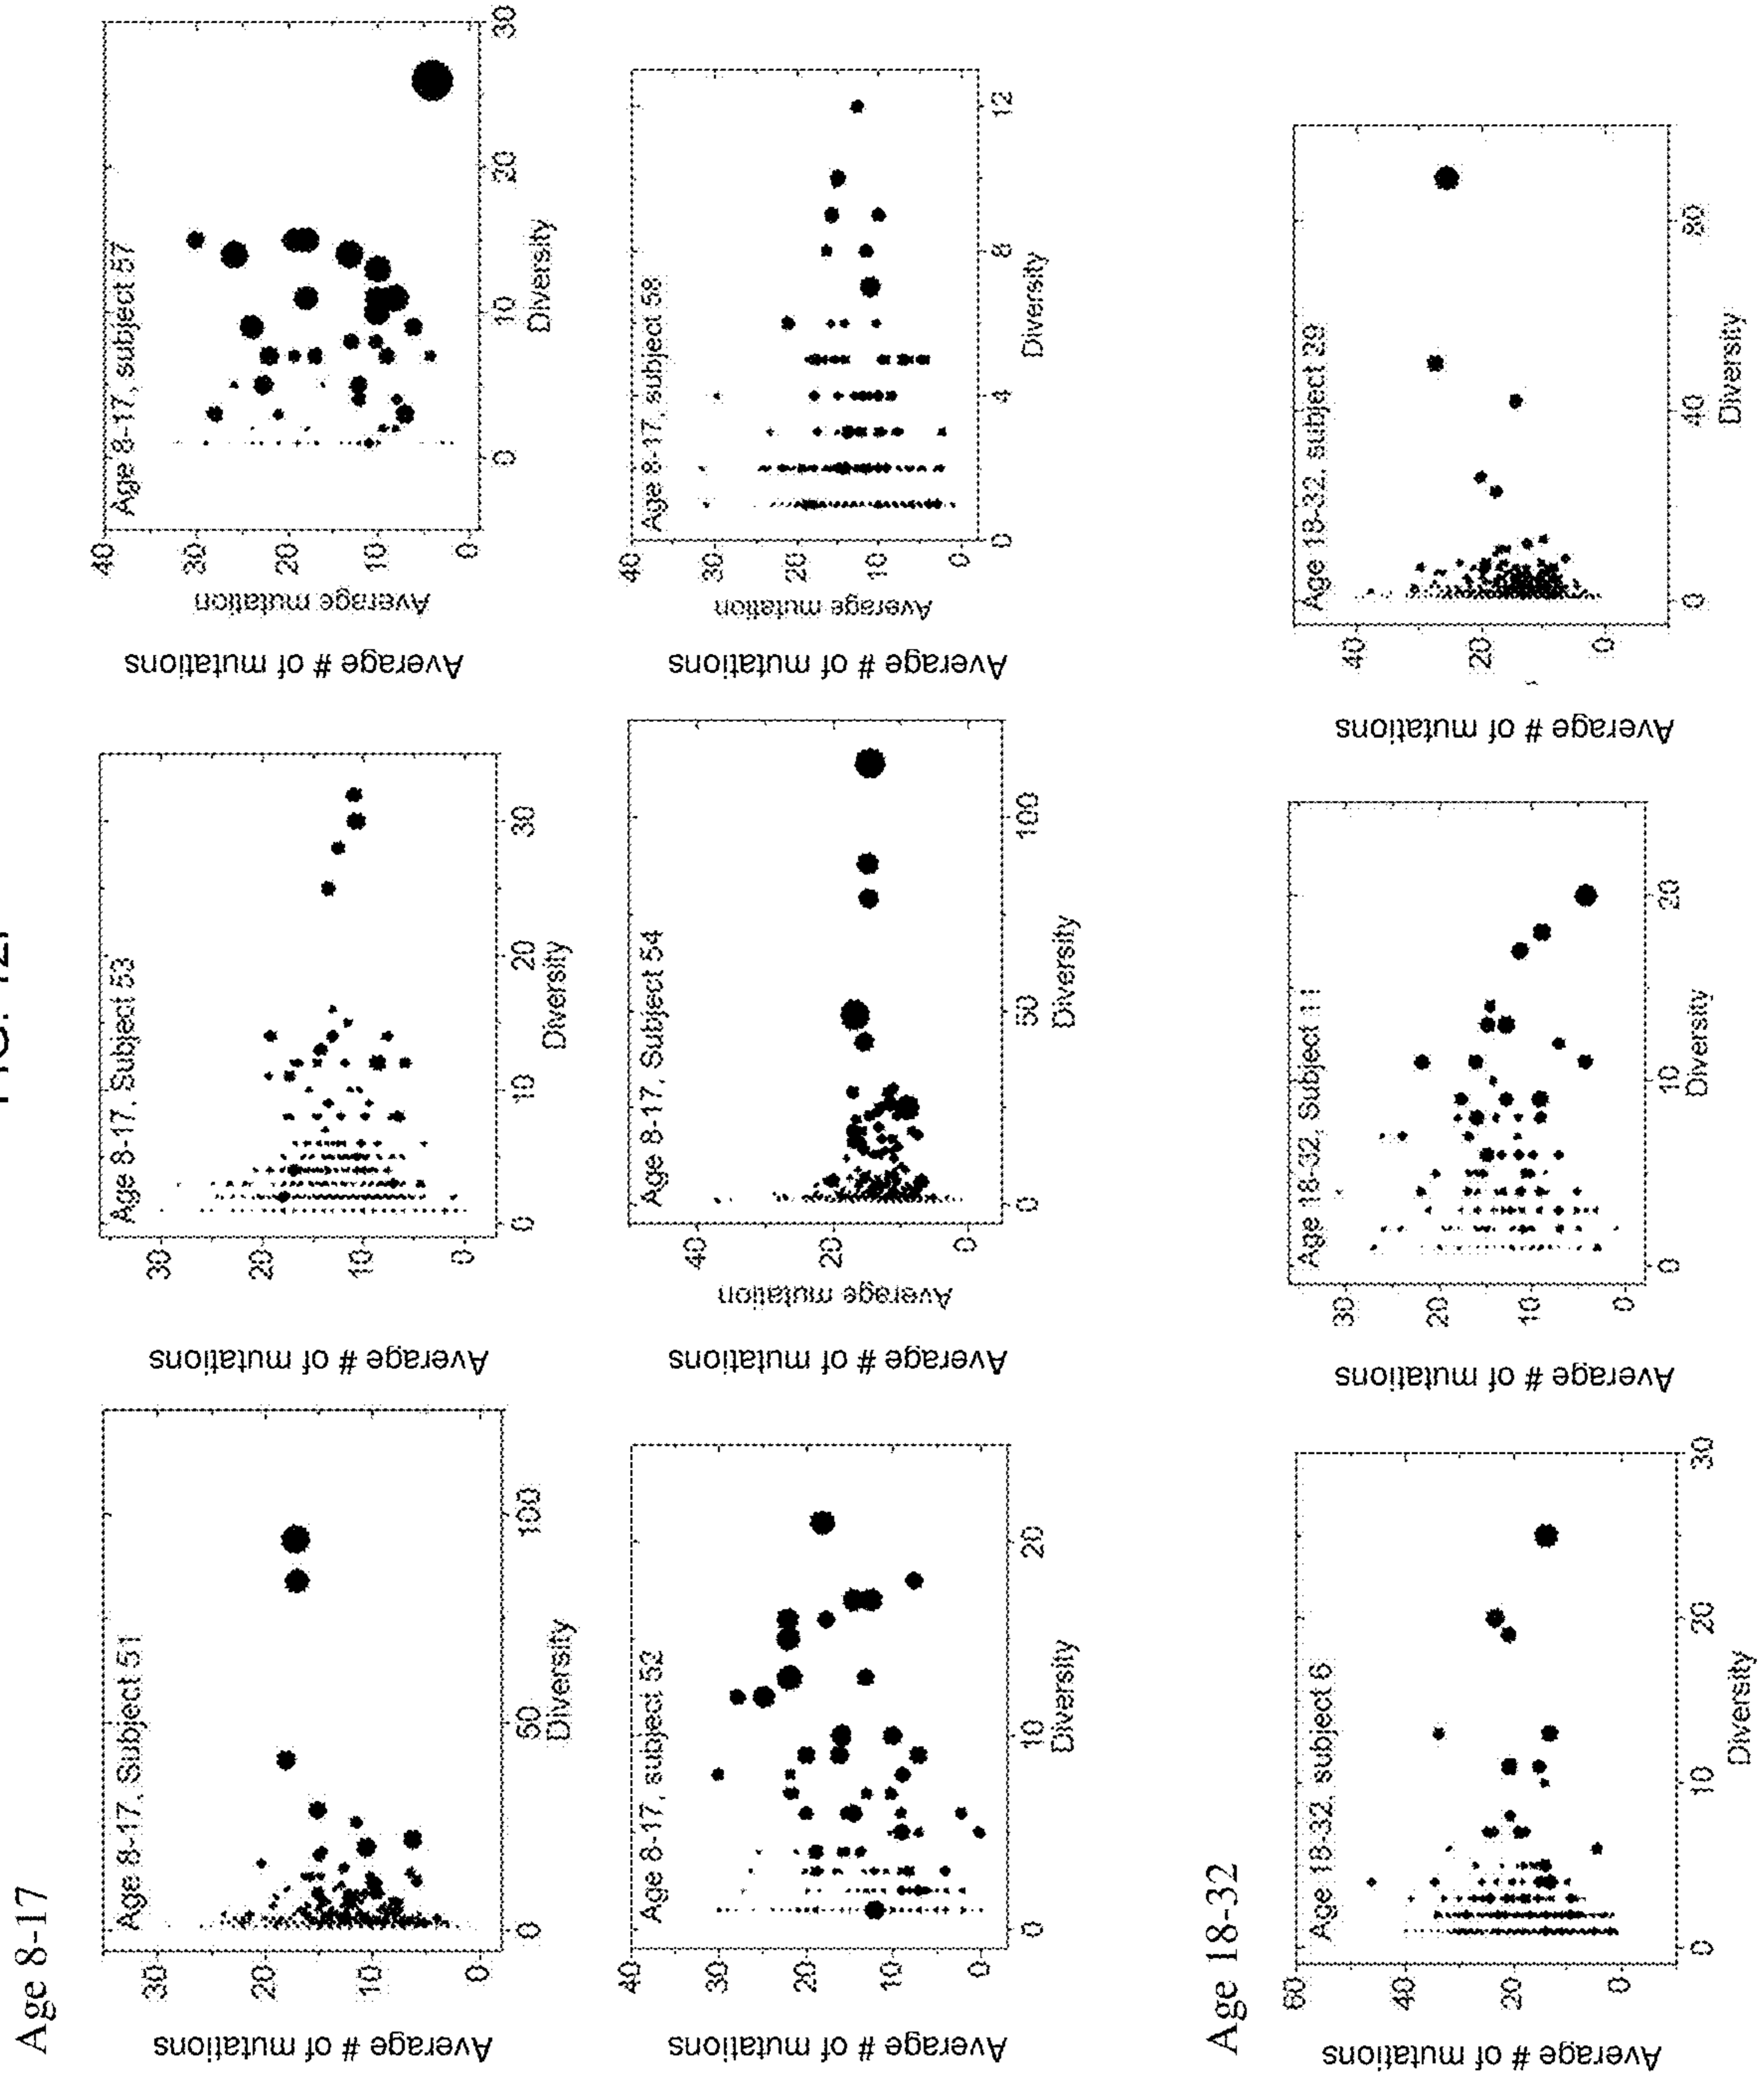 Age 8-17
Age 8-17, Subject 51
Average # of mutations
30
20
10
0
0
50
100
Diversity
Age 8-17, Subject 53
Average # of mutations
30
20
10
0
0
10
20
30
Diversity
Age 8-17, subject 57
Average # of mutations
Average mutation
40
30
20
10
0
0
10
20
30
Diversity
Age 8-17, subject 52
Average # of mutations
40
30
20
10
0
0
10
20
Diversity
Age 8-17, Subject 54
Average # of mutations
Average mutation
40
20
0
0
50
100
Diversity
Age 8-17, subject 58
Average # of mutations
Average mutation
40
30
20
10
0
0
4
8
12
Diversity
Age 18-32
Age 18-32, subject 6
Average # of mutations
60
40
20
0
0
10
20
30
Diversity
Age 18-32, Subject 11
Average # of mutations
30
20
10
0
0
10
20
Diversity
Age 18-32, subject 39
Average # of mutations
40
20
0
0
40
80
Diversity